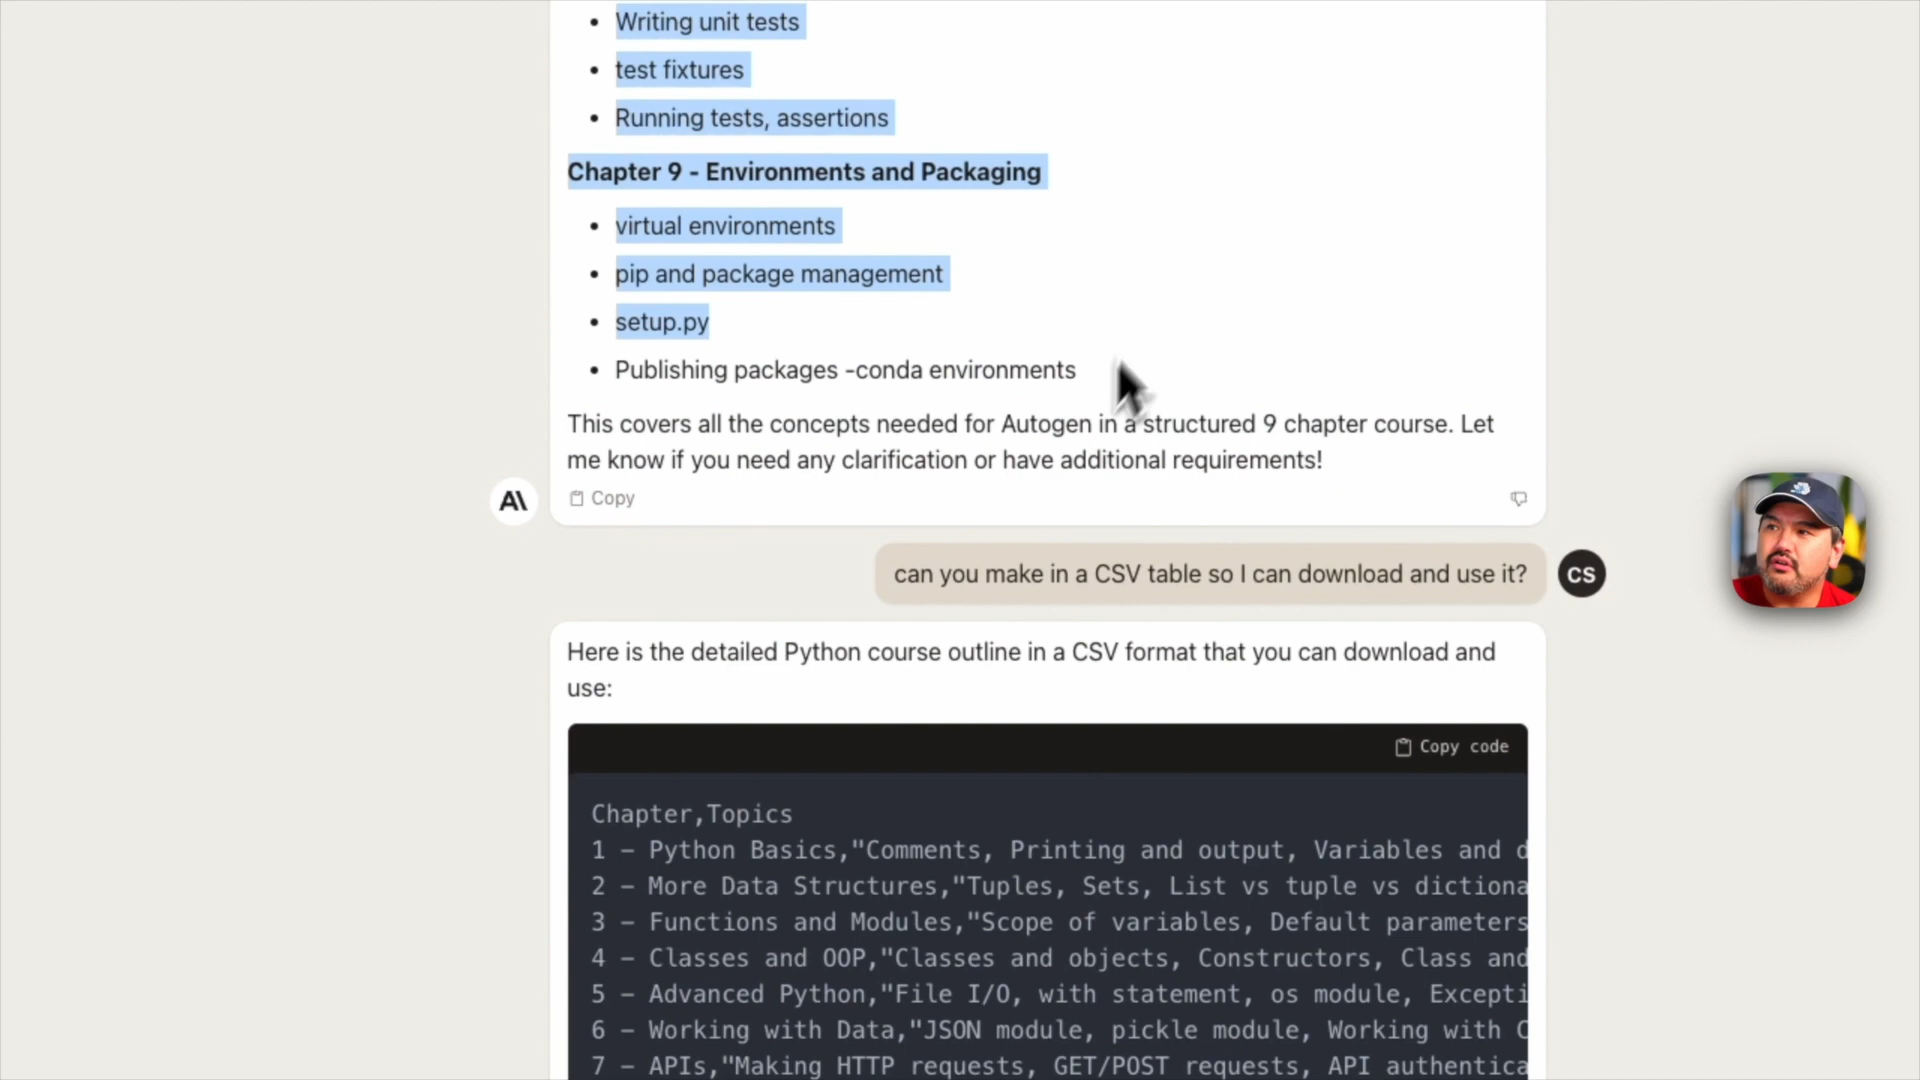 Writing unit tests
test fixtures
Running tests, assertions
Chapter 9 - Environments and Packaging
virtual environments
pip and package management
setup.py
Publishing packages -conda environments
This covers all the concepts needed for Autogen in a structured 9 chapter course. Let
me know if you need any clarification or have additional requirements!
A\
Copy
can you make in a CSV table so I can download and use it?
CS
Here is the detailed Python course outline in a CSV format that you can download and
use:
Copy code
Chapter,Topics
1 – Python Basics,"Comments, Printing and output, Variables and d
2 – More Data Structures,"Tuples, Sets, List vs tuple vs dictiona
3 – Functions and Modules,"Scope of variables, Default parameters
4 – Classes and OOP,"Classes and objects, Constructors, Class and
5 – Advanced Python,"File I/O, with statement, os module, Excepti
6 – Working with Data,"JSON module, pickle module, Working with C
7 – APIs,"Making HTTP requests, GET/POST requests, API authentica